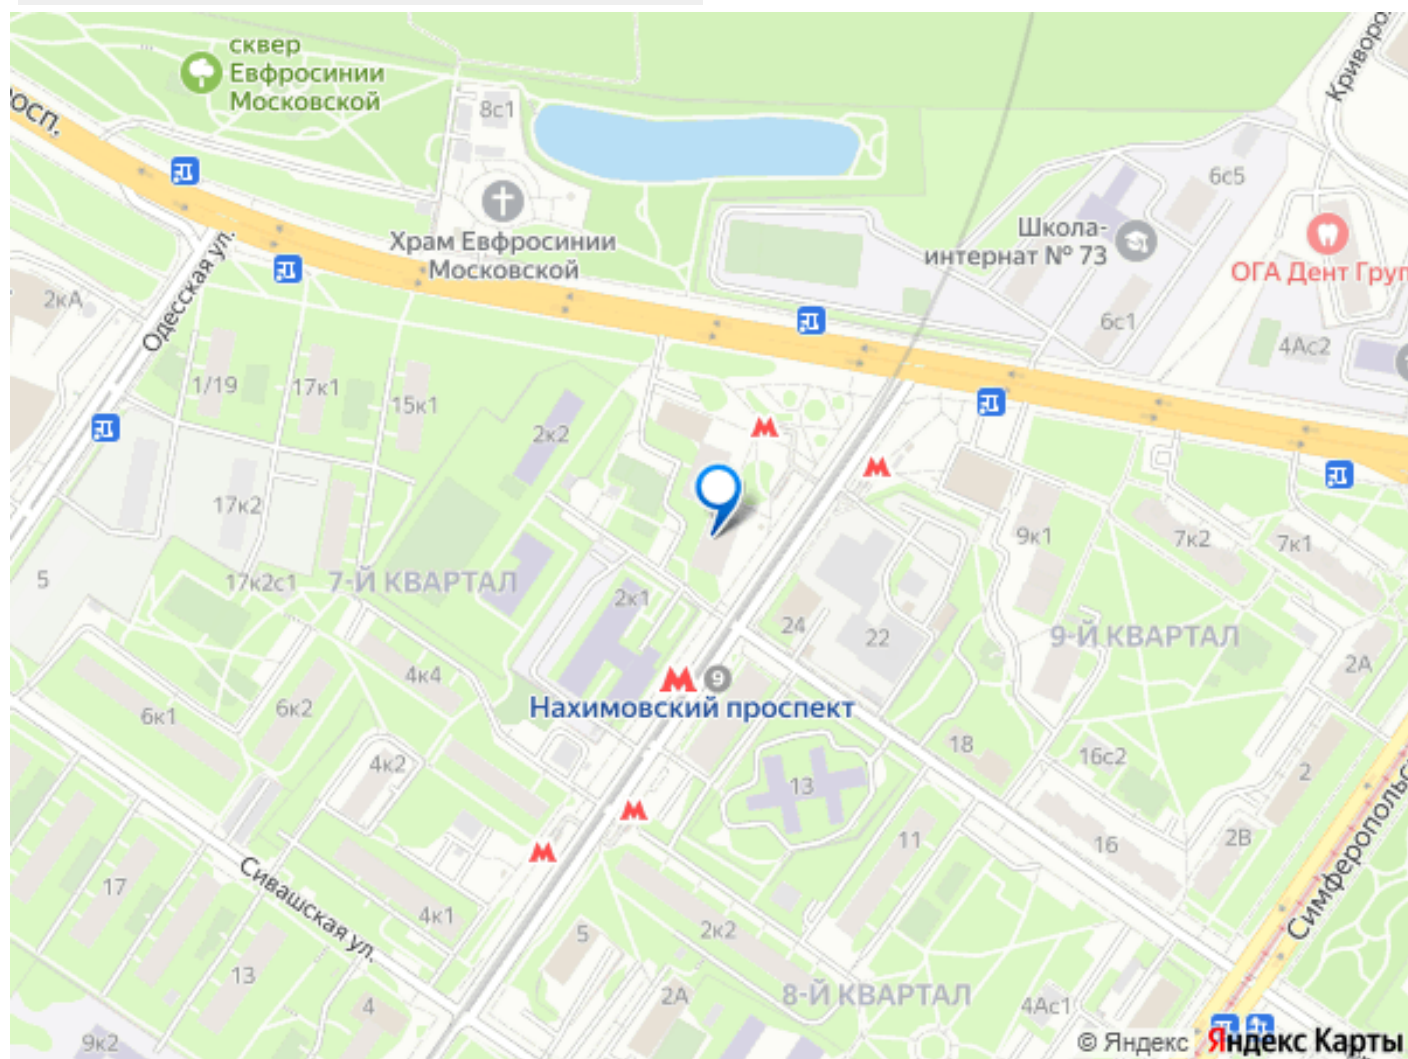 сквер
Евфросинии
Московской
Криворо
осп.
8с1
6с5
Школа-
интернат № 73
Храм Евфросинии
Московской
ОГА Дент Груп
Одесская ул.
2кА
6с1
4Ас2
1/19
17к1
15к1
2к2
17к2
9к1
7к2
7к1
5
17к2с1
7-Й КВАРТАЛ
2к1
24
22
9-Й КВАРТАЛ
2А
4к4
9
Нахимовский проспект
6к1
6к2
18
16с2
4к2
13
2
11
16
2В
Симферопольс
Сивашская ул.
17
4к1
2к2
5
13
4
2А
8-Й КВАРТАЛ
4Ас1
9к2
© Яндекс Яндекс Карты